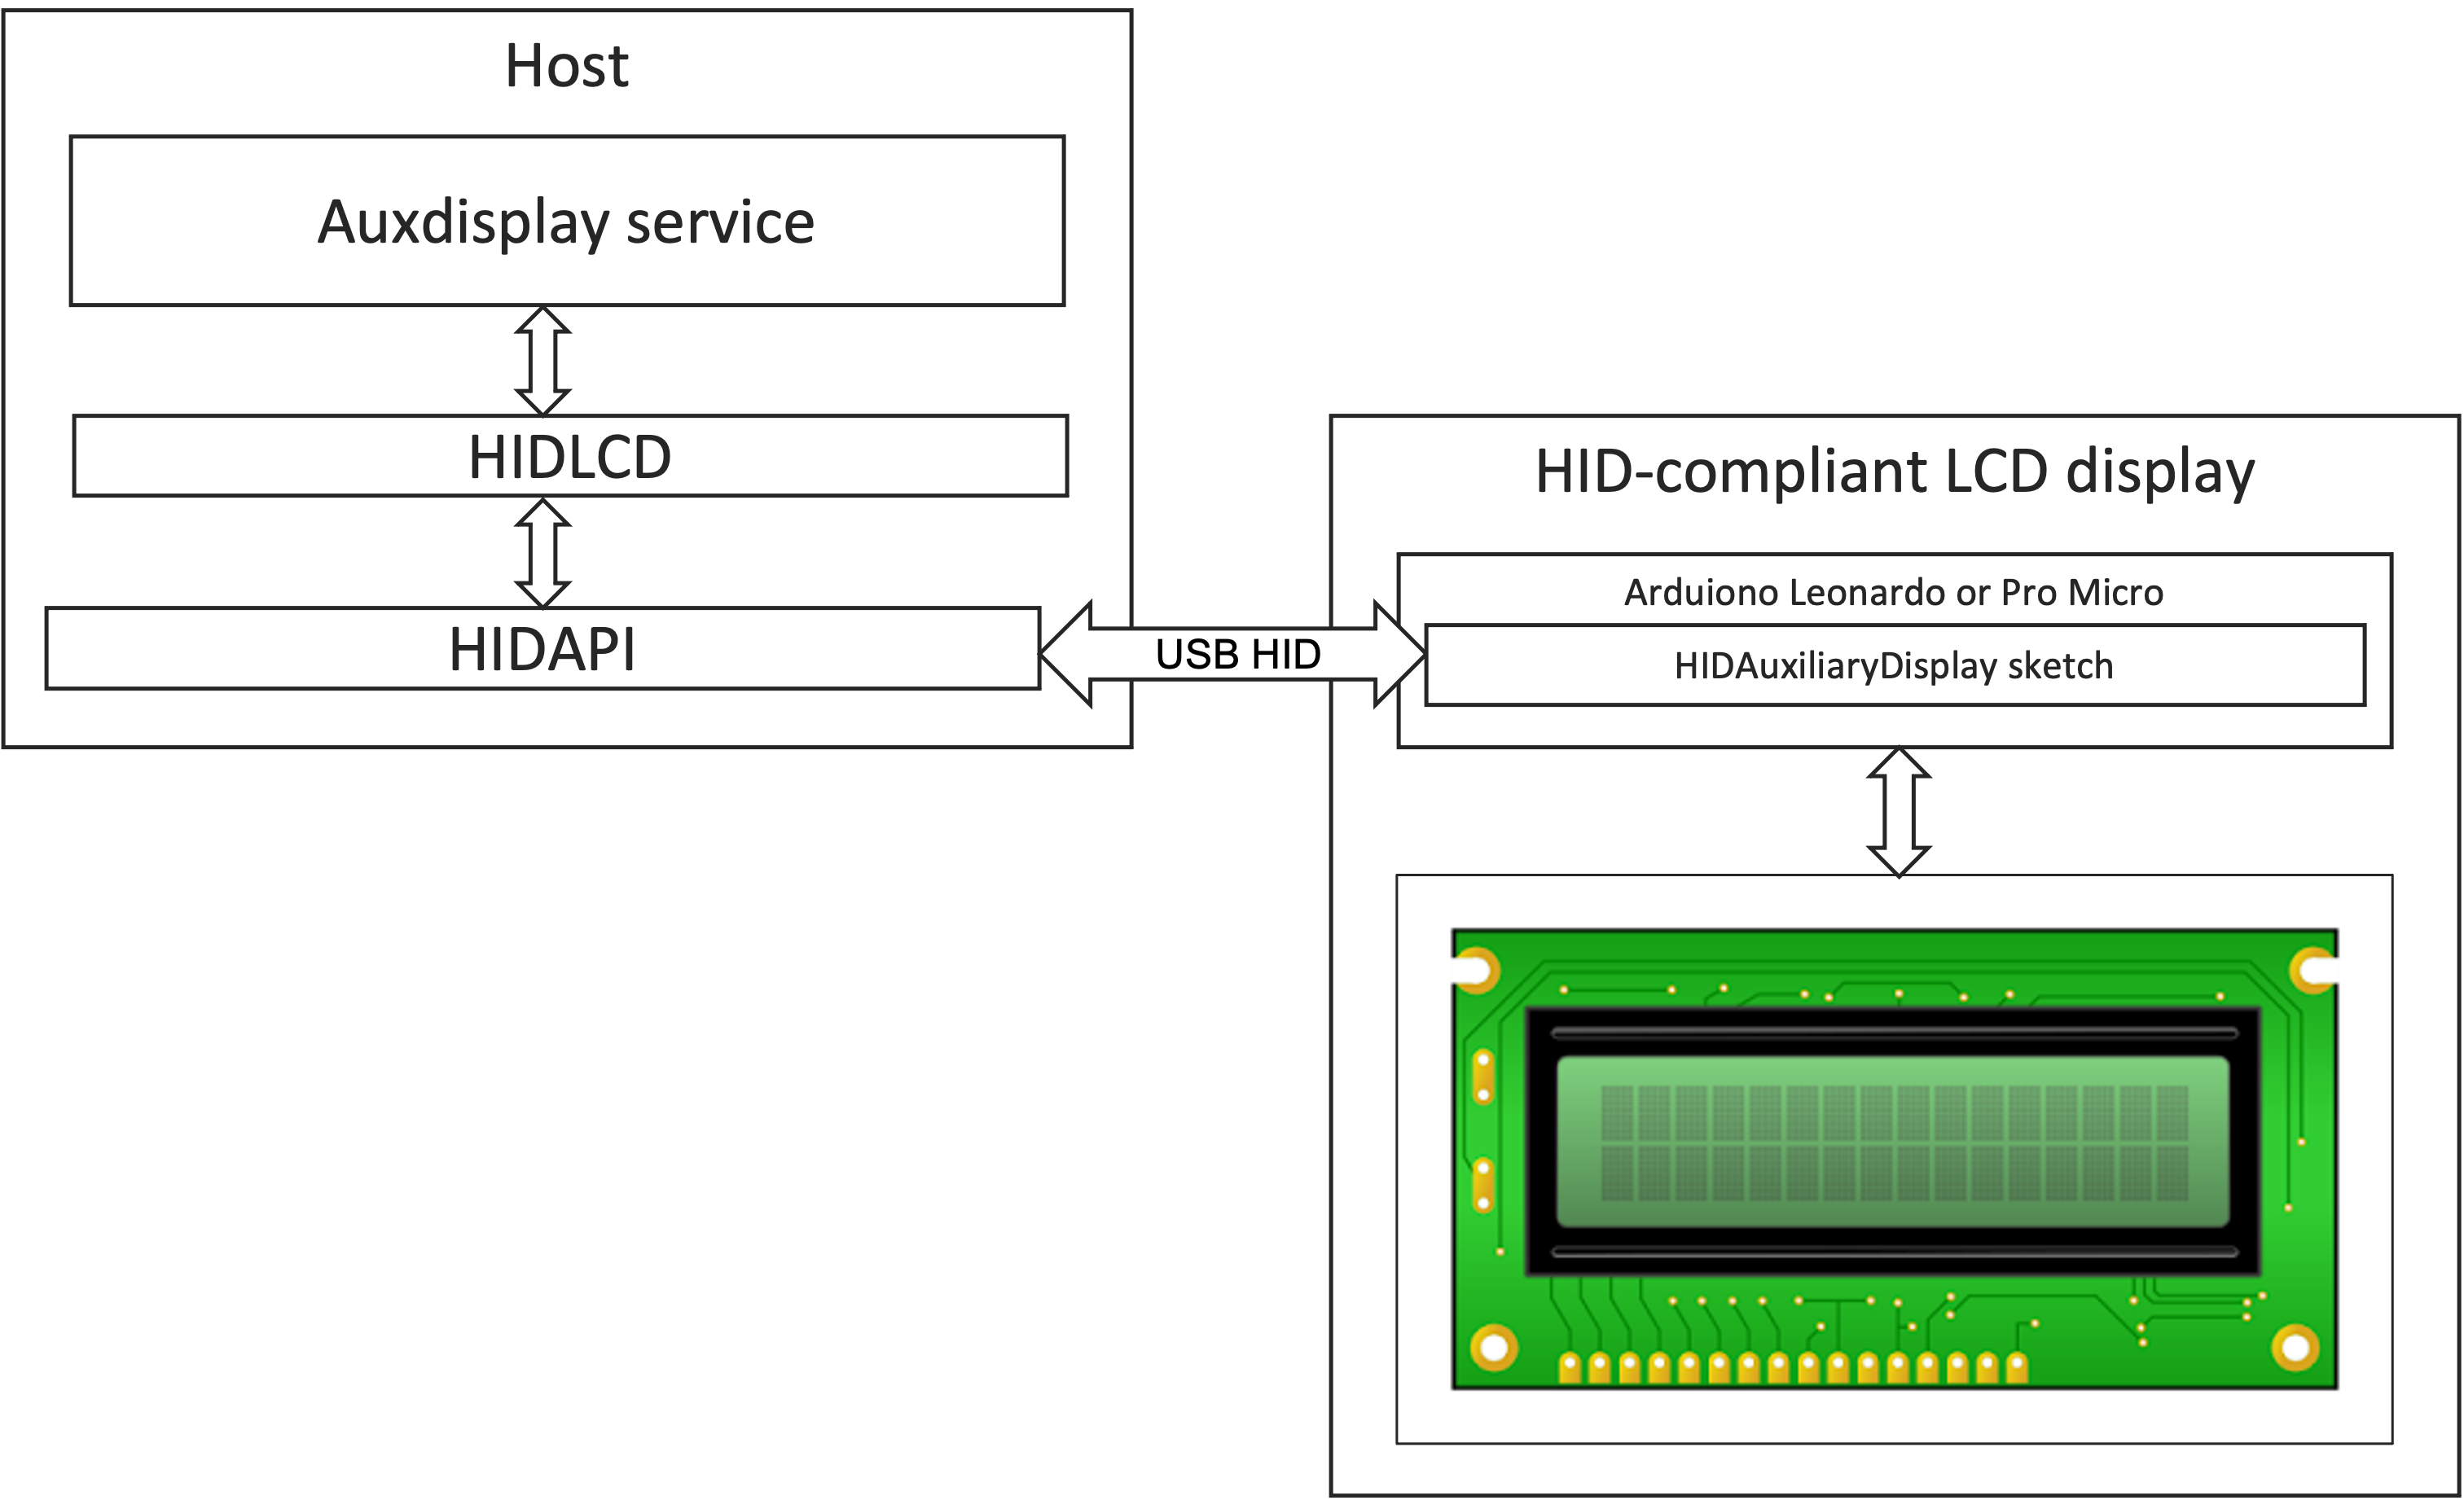 Host
Auxdisplay service
HIDLCD
HIDAPI
USB HID
HID-compliant LCD display
Arduiono Leonardo or Pro Micro
HIDAuxiliaryDisplay sketch